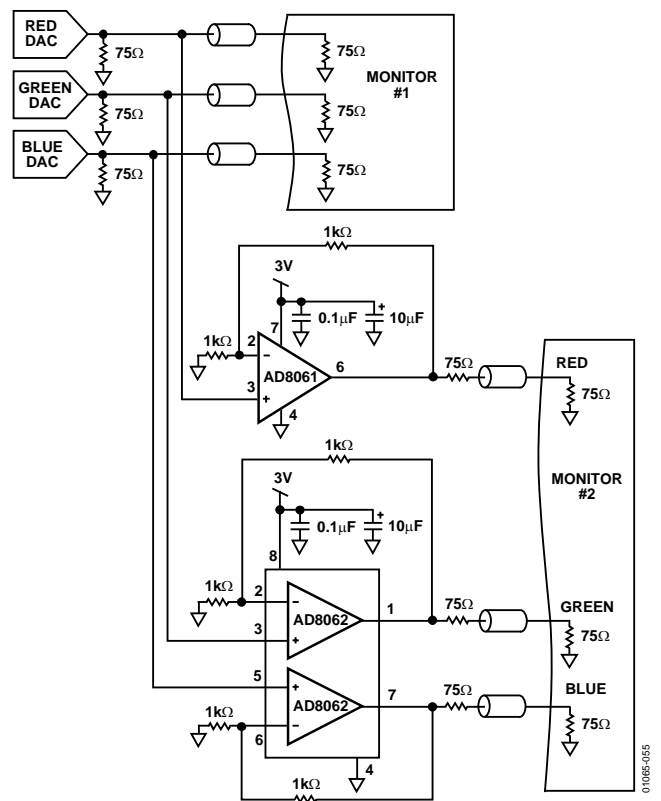 RED
DAC
75Ω
75Ω
MONITOR
#1
GREEN
DAC
75Ω
75Ω
BLUE
DAC
75Ω
75Ω
1kΩ
3V
0.1μF
+
10μF
7
1kΩ
2
−
AD8061
6
3
+
4
75Ω
RED
75Ω
1kΩ
MONITOR
#2
3V
0.1μF
+
10μF
8
1kΩ
2
−
AD8062
1
3
+
75Ω
GREEN
75Ω
5
+
AD8062
7
75Ω
BLUE
75Ω
1kΩ
−
6
4
1kΩ
01065-055